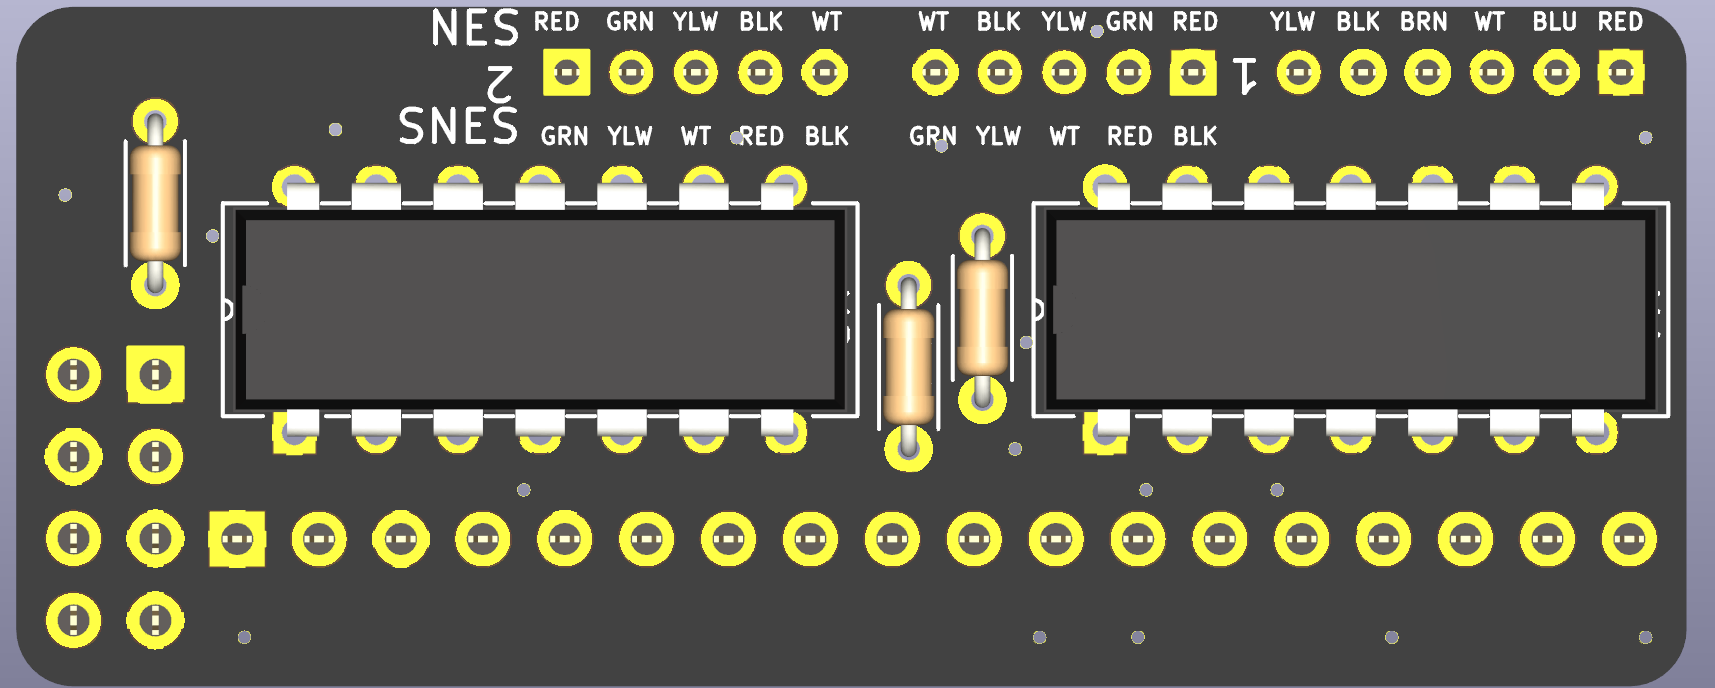 NES RED GRN YLW BLK WT WT BLK YLW GRN RED YLW BLK BRN WT BLU RED
2 1
SNES GRN YLW WT RED BLK GRN YLW WT RED BLK